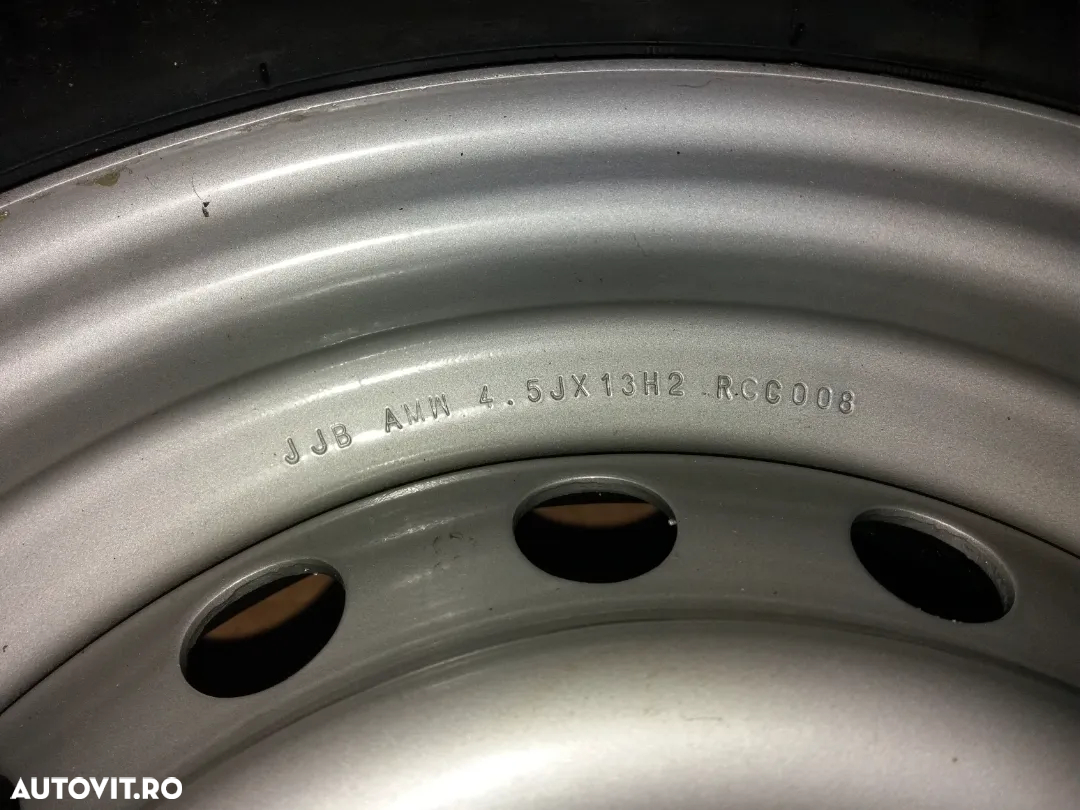 JJB AMW 4.5JX13H2 RCG008
AUTOVIT.RO